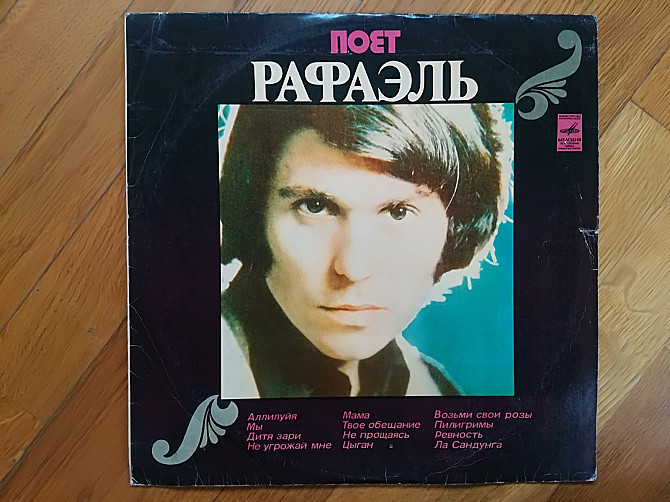 ПОЕТ
РАФАЭЛЬ
МЕЛОДИЯ
Аллилуйя
Мы
Дитя зари
Не угрожай мне
Мама
Твое обещание
Не прощаясь
Цыган
Возьми свои розы
Пилигримы
Ревность
Ла Сандунга